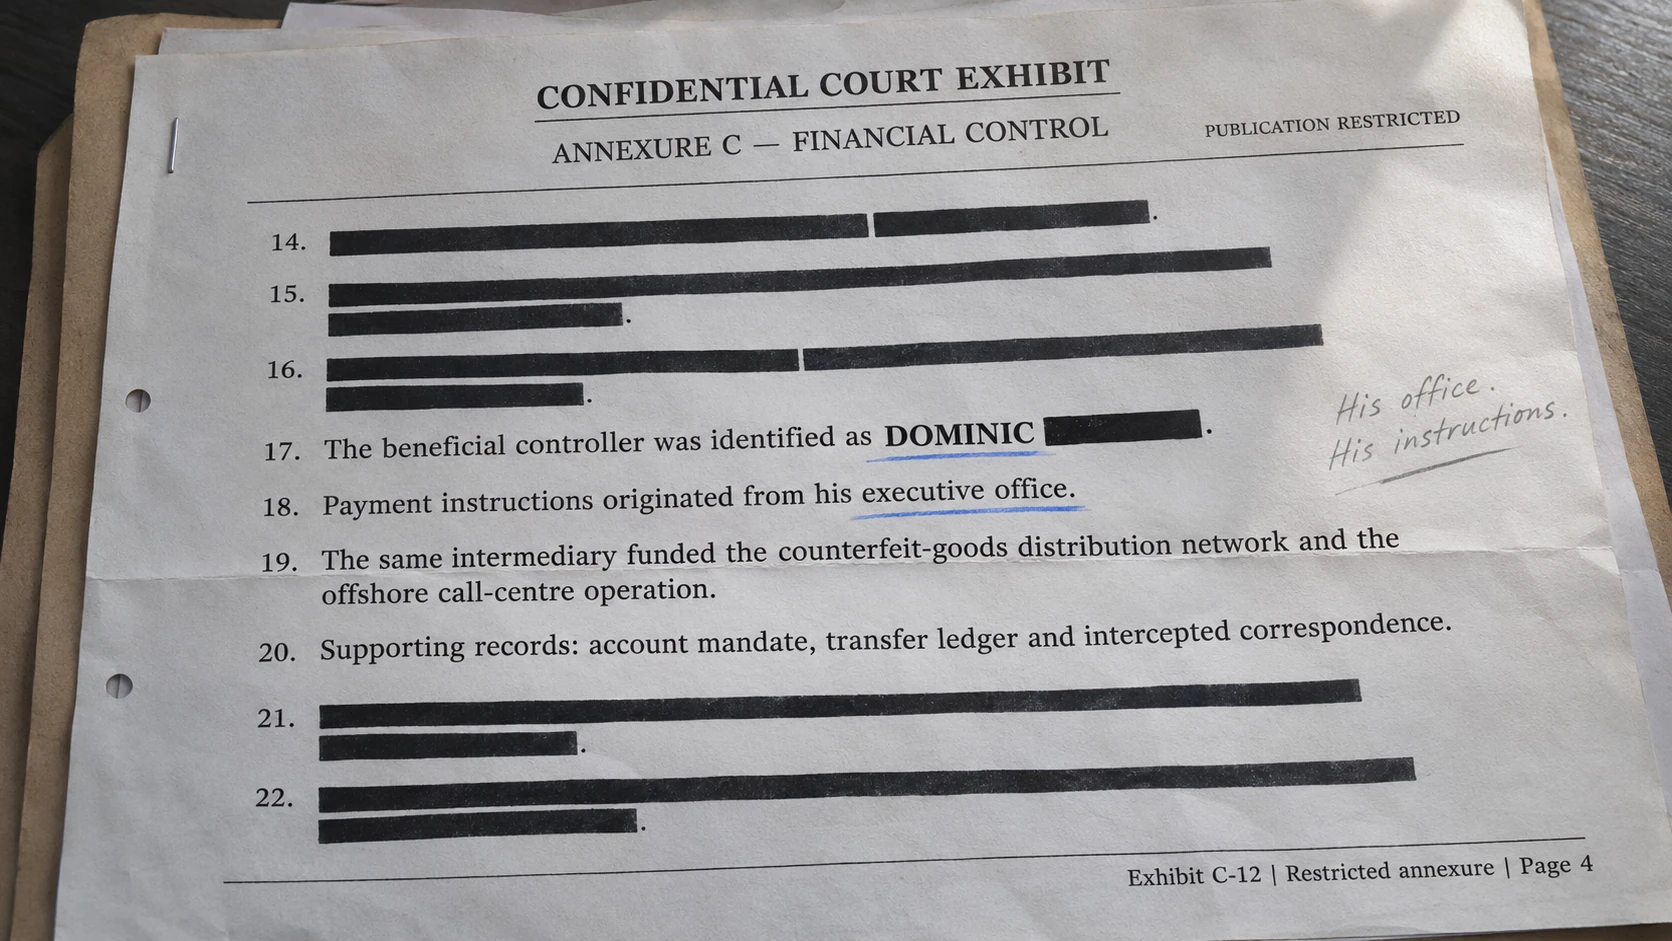 CONFIDENTIAL COURT EXHIBIT
ANNEXURE C — FINANCIAL CONTROL
PUBLICATION RESTRICTED
14. .
15.
.
16.
.
17. The beneficial controller was identified as DOMINIC .
18. Payment instructions originated from his executive office.
19. The same intermediary funded the counterfeit-goods distribution network and the
offshore call-centre operation.
20. Supporting records: account mandate, transfer ledger and intercepted correspondence.
21.
.
22.
.
His office.
His instructions.
Exhibit C-12 | Restricted annexure | Page 4